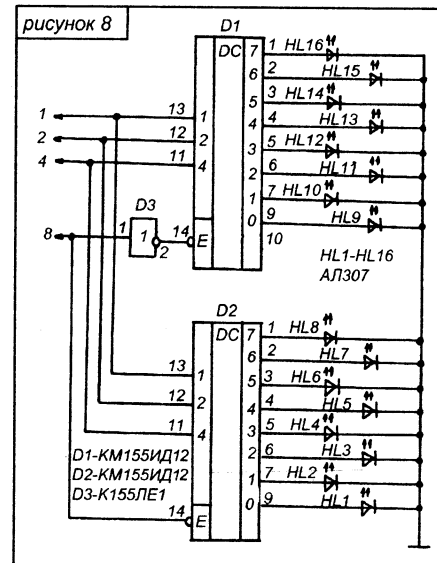 рисунок 8
D1
DC
7 1 HL16
6 2 HL15
5 3 HL14
4 4 HL13
3 5 HL12
2 6 HL11
1 7 HL10
0 9 HL9
10
1 13 1
2 12 2
4 11 4
D3
8 1 1 2 14 E
HL1-HL16
АЛ307
D2
DC
7 1 HL8
6 2 HL7
5 3 HL6
4 4 HL5
3 5 HL4
2 6 HL3
1 7 HL2
0 9 HL1
13 1
12 2
11 4
D1-КМ155ИД12
D2-КМ155ИД12
D3-К155ЛЕ1
14 E